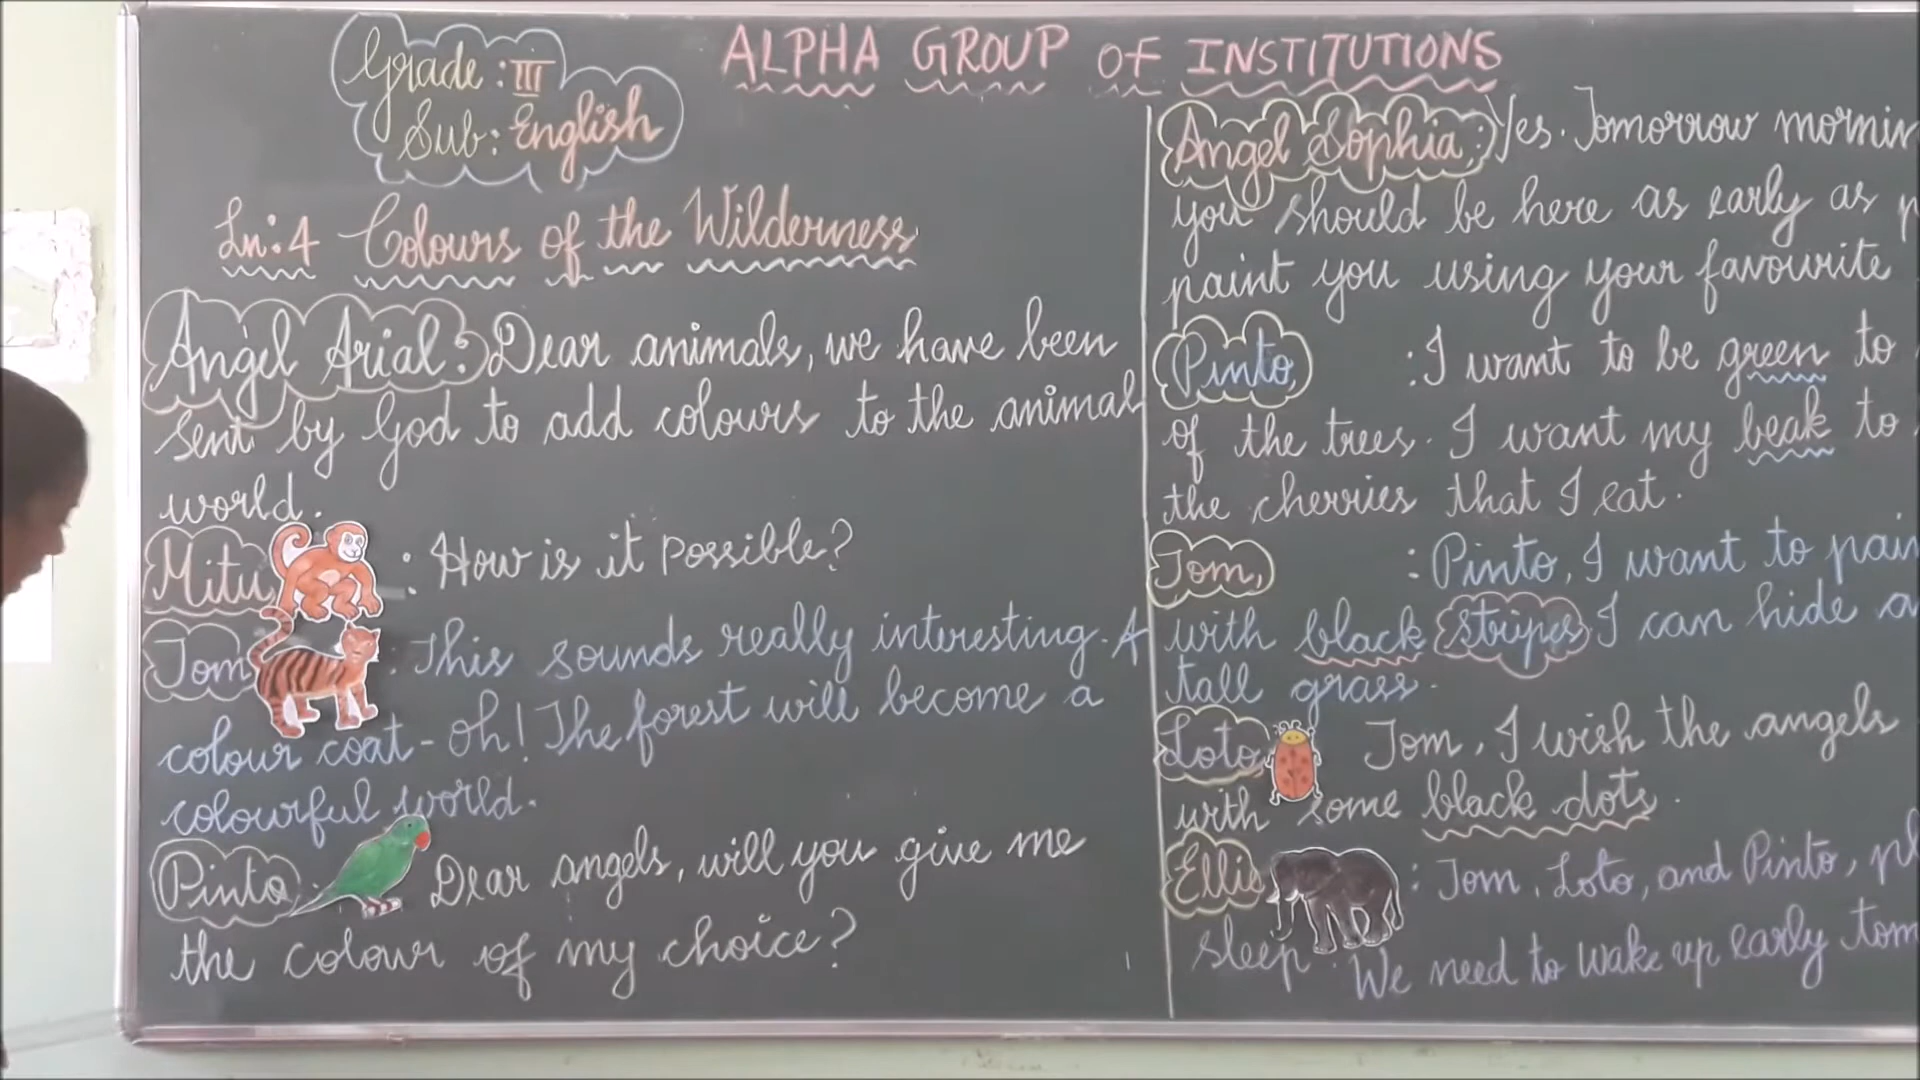 Grade : III
Sub : English
ALPHA GROUP OF INSTITUTIONS
Ln: 4 Colours of the Wilderness
Angel Arial : Dear animals, we have been
sent by God to add colours to the animal
world.
Mitu : How is it possible?
Tom : This sounds really interesting. A
colour coat - oh! The forest will become a
colourful world.
Pinto : Dear angels, will you give me
the colour of my choice?
Angel Sophia : Yes. Tomorrow
you should be here as early as
paint you using your favourite
Pinto : I want to be green to
of the trees. I want my beak to
the cherries that I eat.
Tom, : Pinto, I want to
with black stripes I can hide
tall grass.
Loto, Tom, I wish the angels
with some black dots.
Ellie : Tom, Loto, and Pinto,
sleep. We need to wake up early